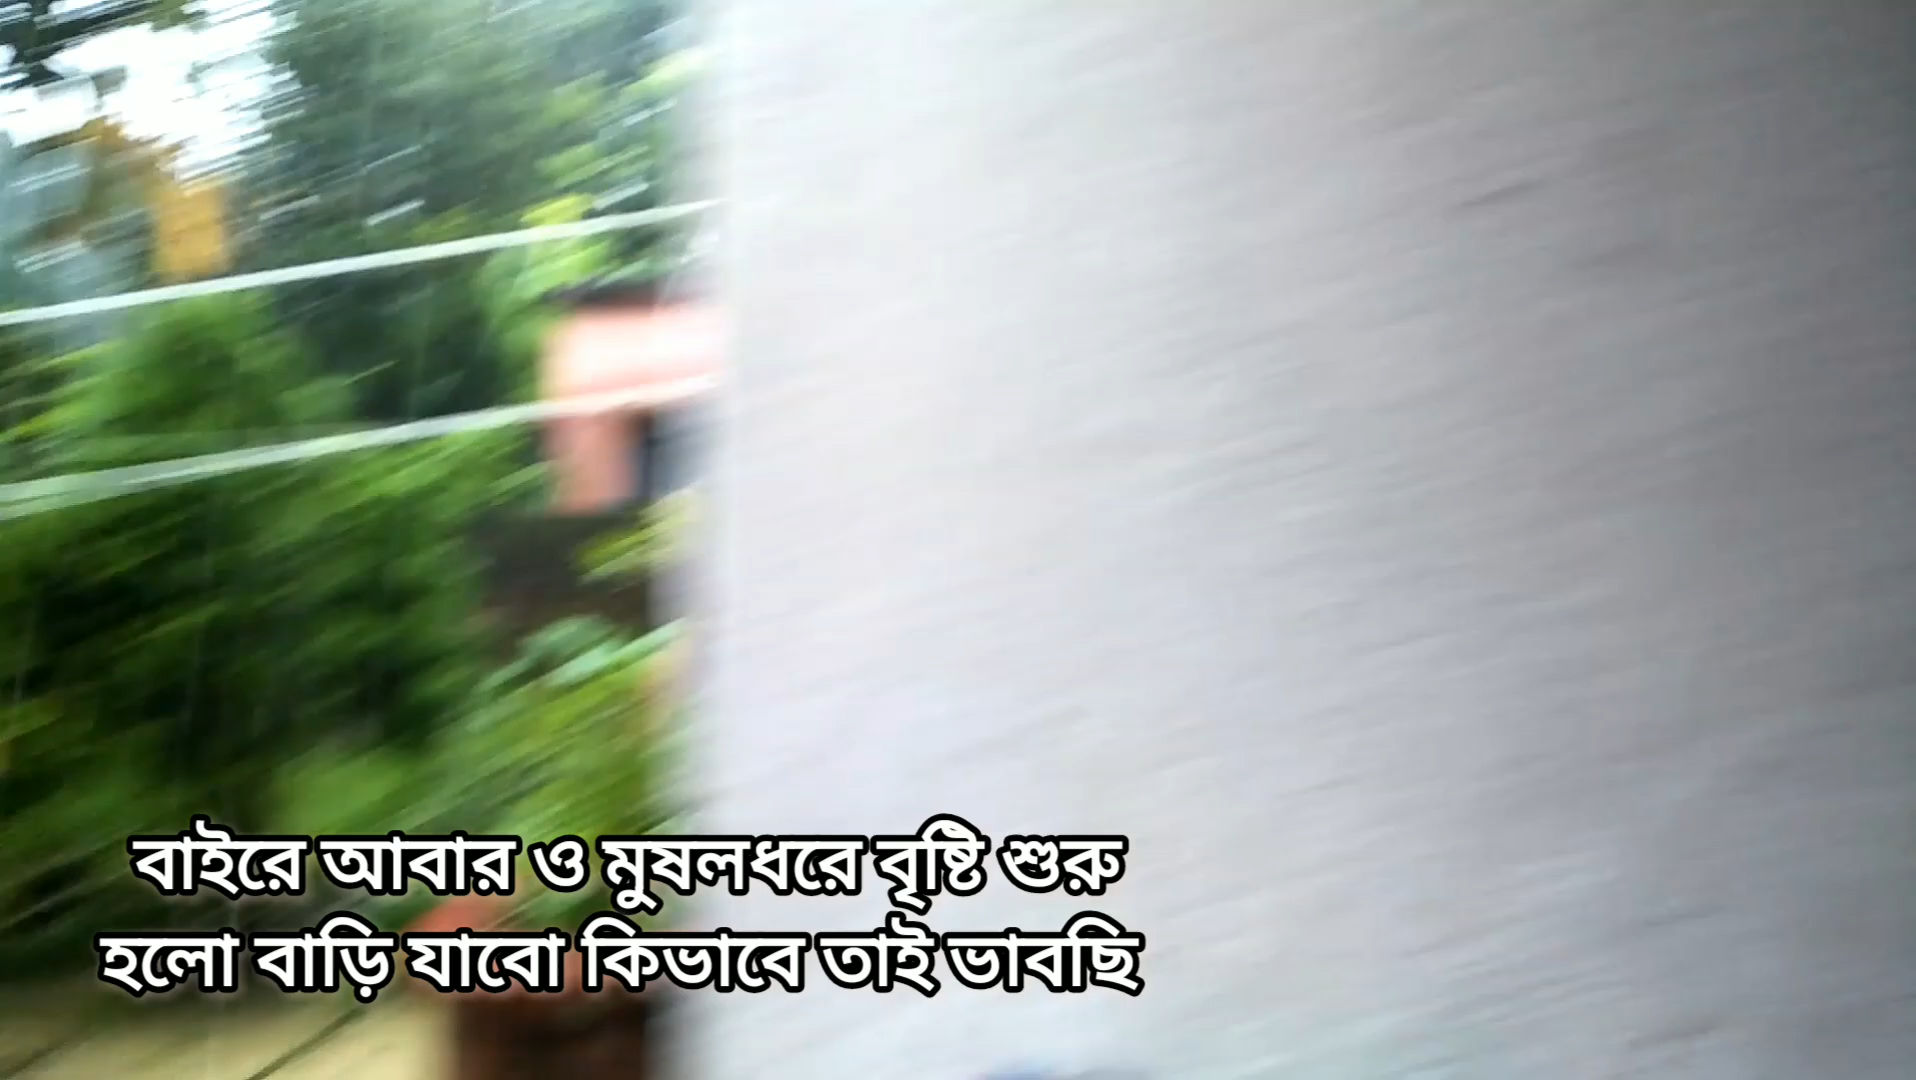 বাইরে আবার ও মুষলধরে বৃষ্টি শুরু
হলো বাড়ি যাবো কিভাবে তাই ভাবছি